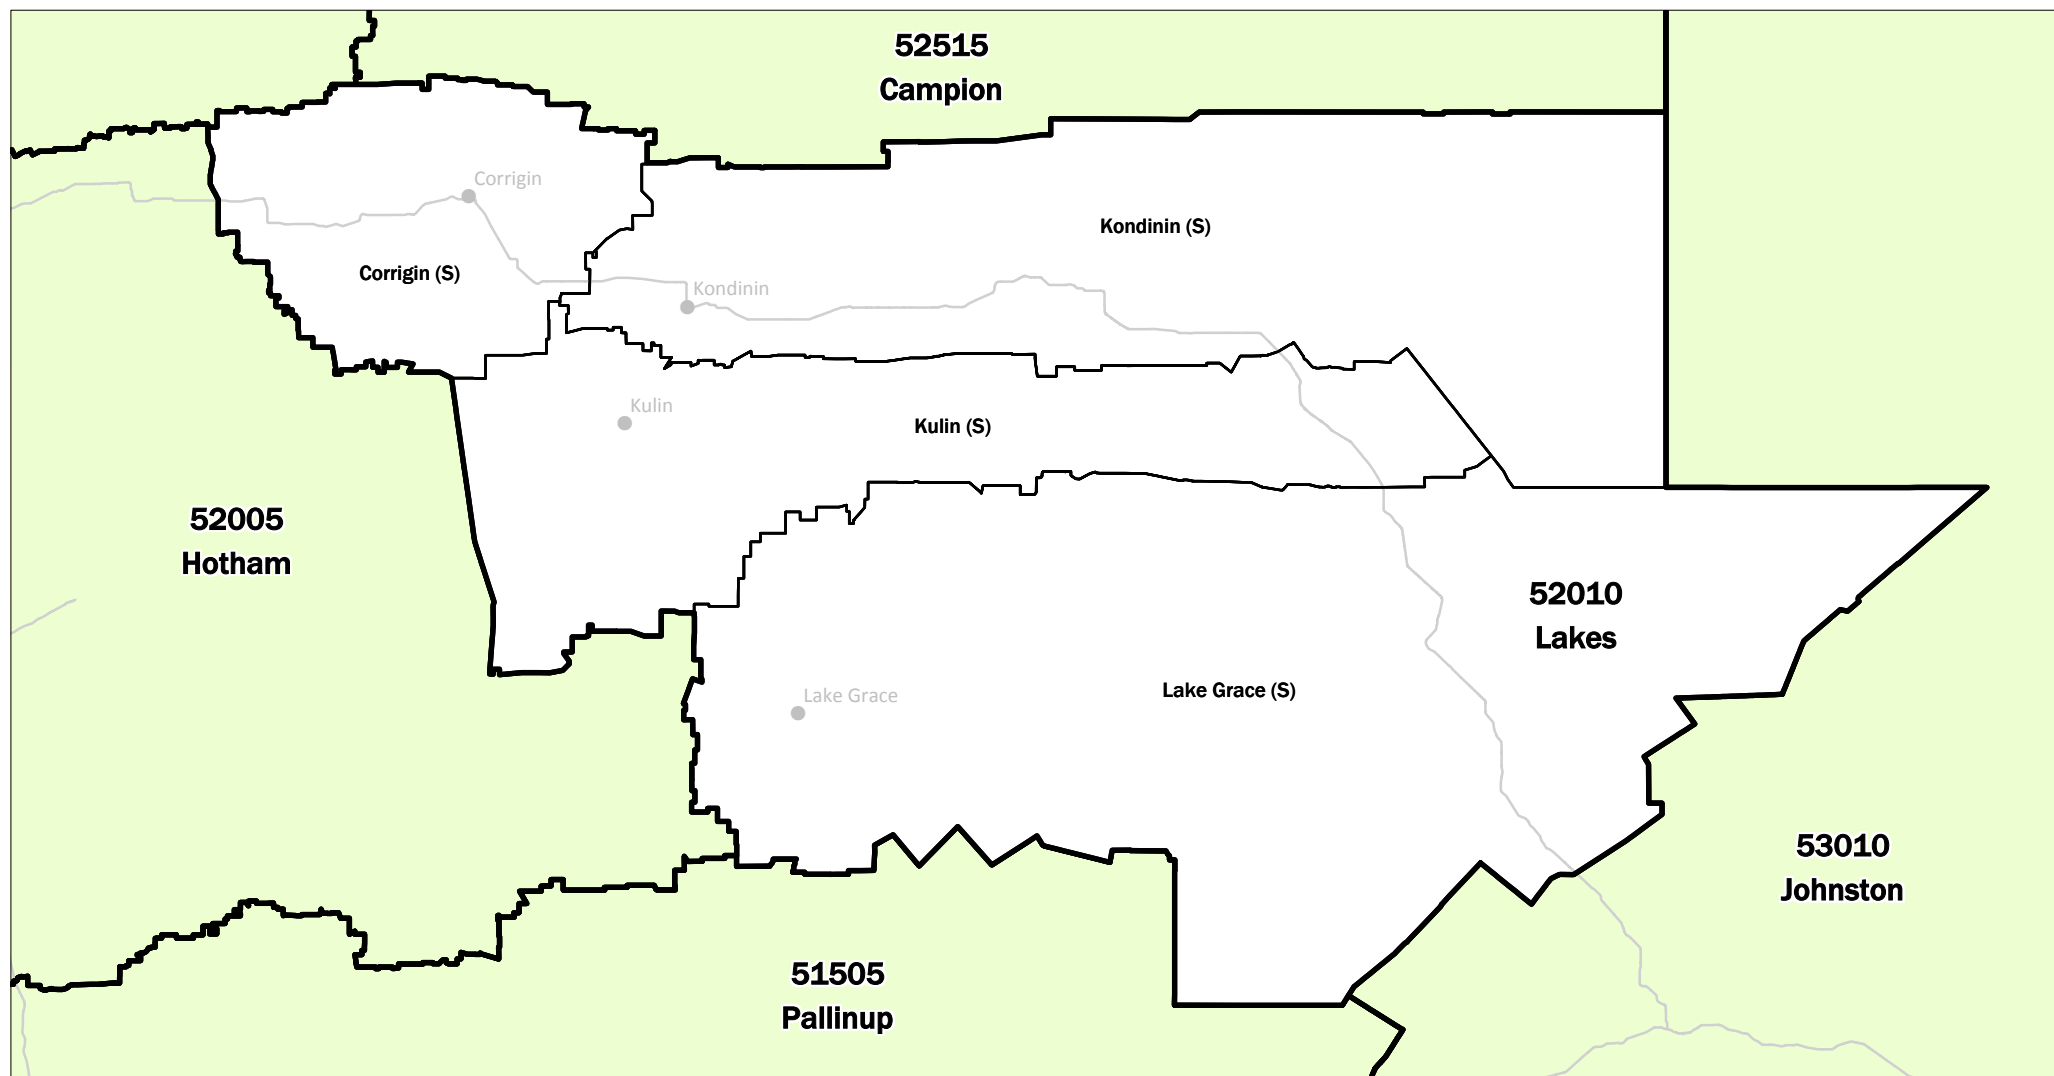 52515
Campion
Corrigin
Kondinin (S)
Corrigin (S)
Kondinin
Kulin
Kulin (S)
52005
Hotham
52010
Lakes
Lake Grace (S)
Lake Grace
53010
Johnston
51505
Pallinup